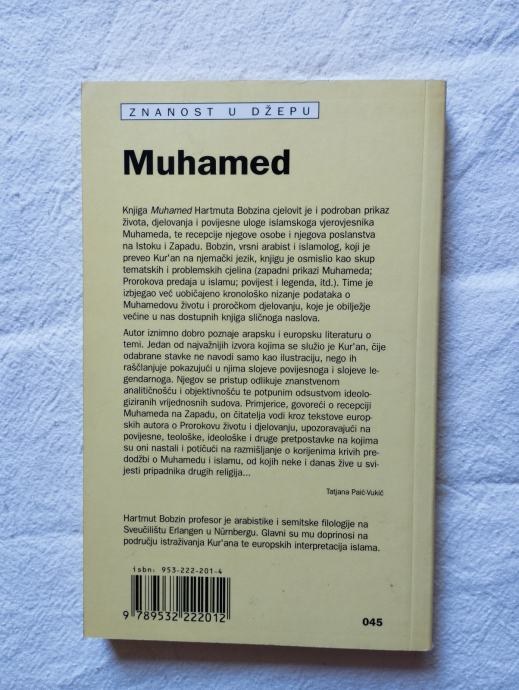 ZNANOST U DŽEPU
Muhamed
Knjiga Muhamed Hartmuta Bobzina cjelovit je i podroban prikaz
života, djelovanja i povijesne uloge islamskoga vjerovjesnika
Muhameda, te recepcije njegove osobe i njegova poslanstva
na Istoku i Zapadu. Bobzin, vrsni arabist i islamolog, koji je
preveo Kur'an na njemački jezik, knjigu je osmislio kao skup
tematskih i problemskih cjelina (zapadni prikazi Muhameda;
Prorokova predaja u islamu; povijest i legenda, itd.). Time je
izbjegao već uobičajeno kronološko nizanje podataka o
Muhamedovu životu i proročkom djelovanju, koje je obilježje
većine u nas dostupnih knjiga sličnoga naslova.
Autor iznimno dobro poznaje arapsku i europsku literaturu o
temi. Jedan od najvažnijih izvora kojima se služio je Kur'an, čije
odabrane stavke ne navodi samo kao ilustraciju, nego ih
raščlanjuje pokazujući u njima slojeve povijesnoga i slojeve le-
gendarnoga. Njegov se pristup odlikuje znanstvenom
analitičnošću i objektivnošću te potpunim odsustvom ideolo-
giziranih vrijednosnih sudova. Primjerice, govoreći o recepciji
Muhameda na Zapadu, on čitatelja vodi kroz tekstove europ-
skih autora o Prorokovu životu i djelovanju, upozoravajući na
povijesne, teološke, ideološke i druge pretpostavke na kojima
su oni nastali i potičući na razmišljanje o korijenima krivih pre-
dodžbi o Muhamedu i islamu, od kojih neke i danas žive u svi-
jesti pripadnika drugih religija...
Tatjana Paić-Vukić
Hartmut Bobzin profesor je arabistike i semitske filologije na
Sveučilištu Erlangen u Nürnbergu. Glavni su mu doprinosi na
području istraživanja Kur'ana te europskih interpretacija islama.
isbn: 953-222-201-4
9 789532 222012
045